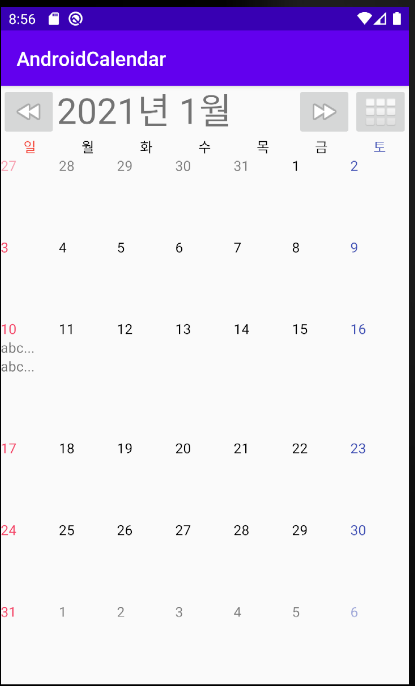 8:56
AndroidCalendar
2021년 1월
일 월 화 수 목 금 토
27 28 29 30 31 1 2
3 4 5 6 7 8 9
10 11 12 13 14 15 16
abc...
abc...
17 18 19 20 21 22 23
24 25 26 27 28 29 30
31 1 2 3 4 5 6